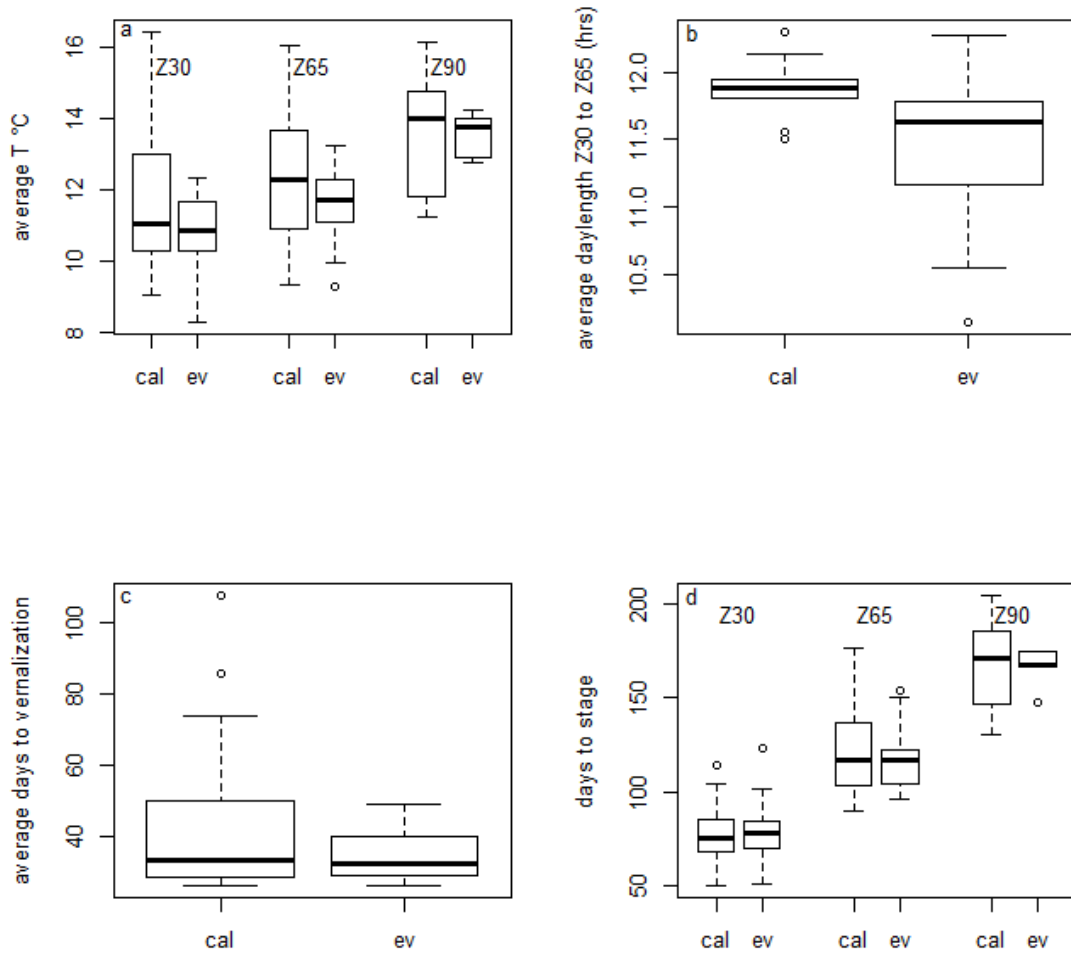 a
Z30 Z65 Z90
average T °C
8 10 12 14 16
cal ev cal ev cal ev
b
average daylength Z30 to Z65 (hrs)
10.5 11.0 11.5 12.0
cal ev
c
average days to vernalization
40 60 80 100
cal ev
d
Z30 Z65 Z90
days to stage
50 100 150 200
cal ev cal ev cal ev